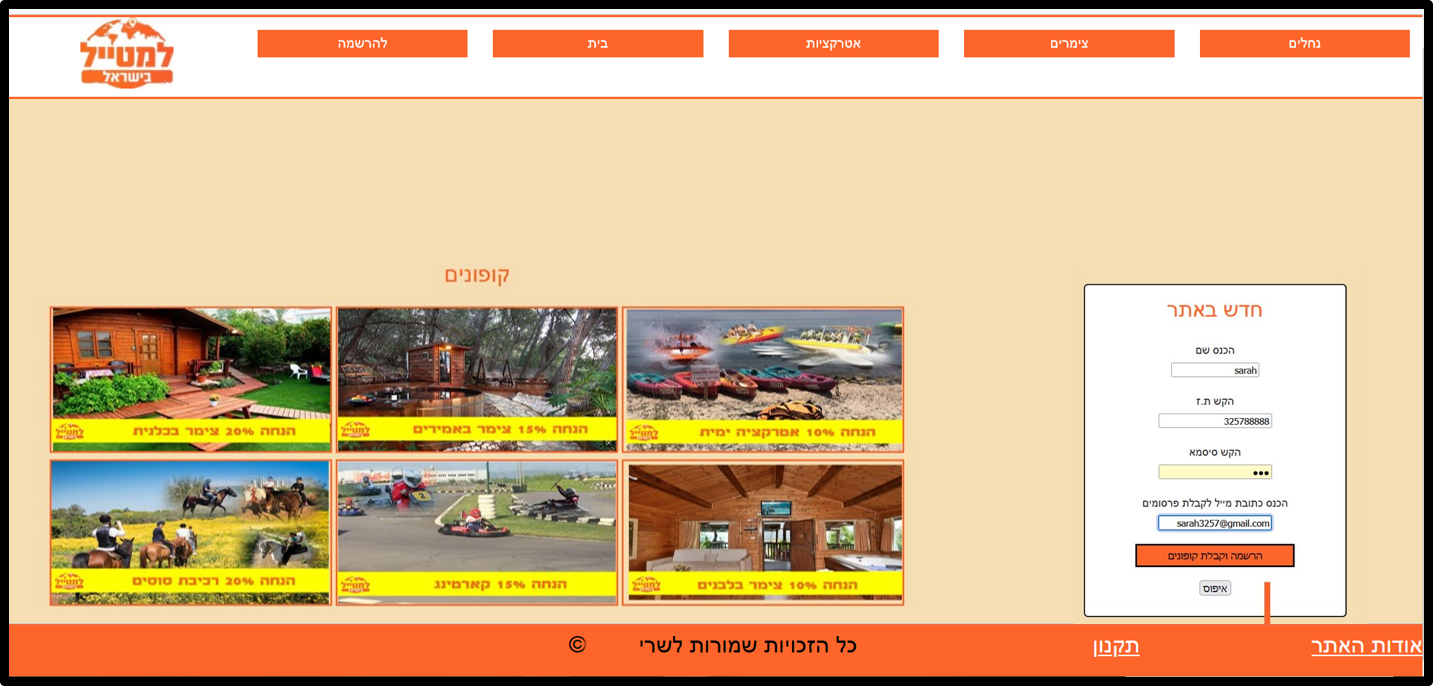 נחלים
צימרים
אטרקציות
בית
להרשמה
למטייל
בישראל
קופונים
הנחה 10% אטרקציה ימית
הנחה 15% צימר באמירים
הנחה 20% צימר בכלנית
הנחה 10% צימר בלבנים
הנחה 15% קארטינג
הנחה 20% רכיבת סוסים
חדש באתר
הכנס שם
sarah
הקש ת.ז
325788888
הקש סיסמא
•••
הכנס כתובת מייל לקבלת פרסומים
sarah3257@gmail.com
הרשמה וקבלת קופונים
איפוס
אודות האתר
תקנון
כל הזכויות שמורות לשרי ©